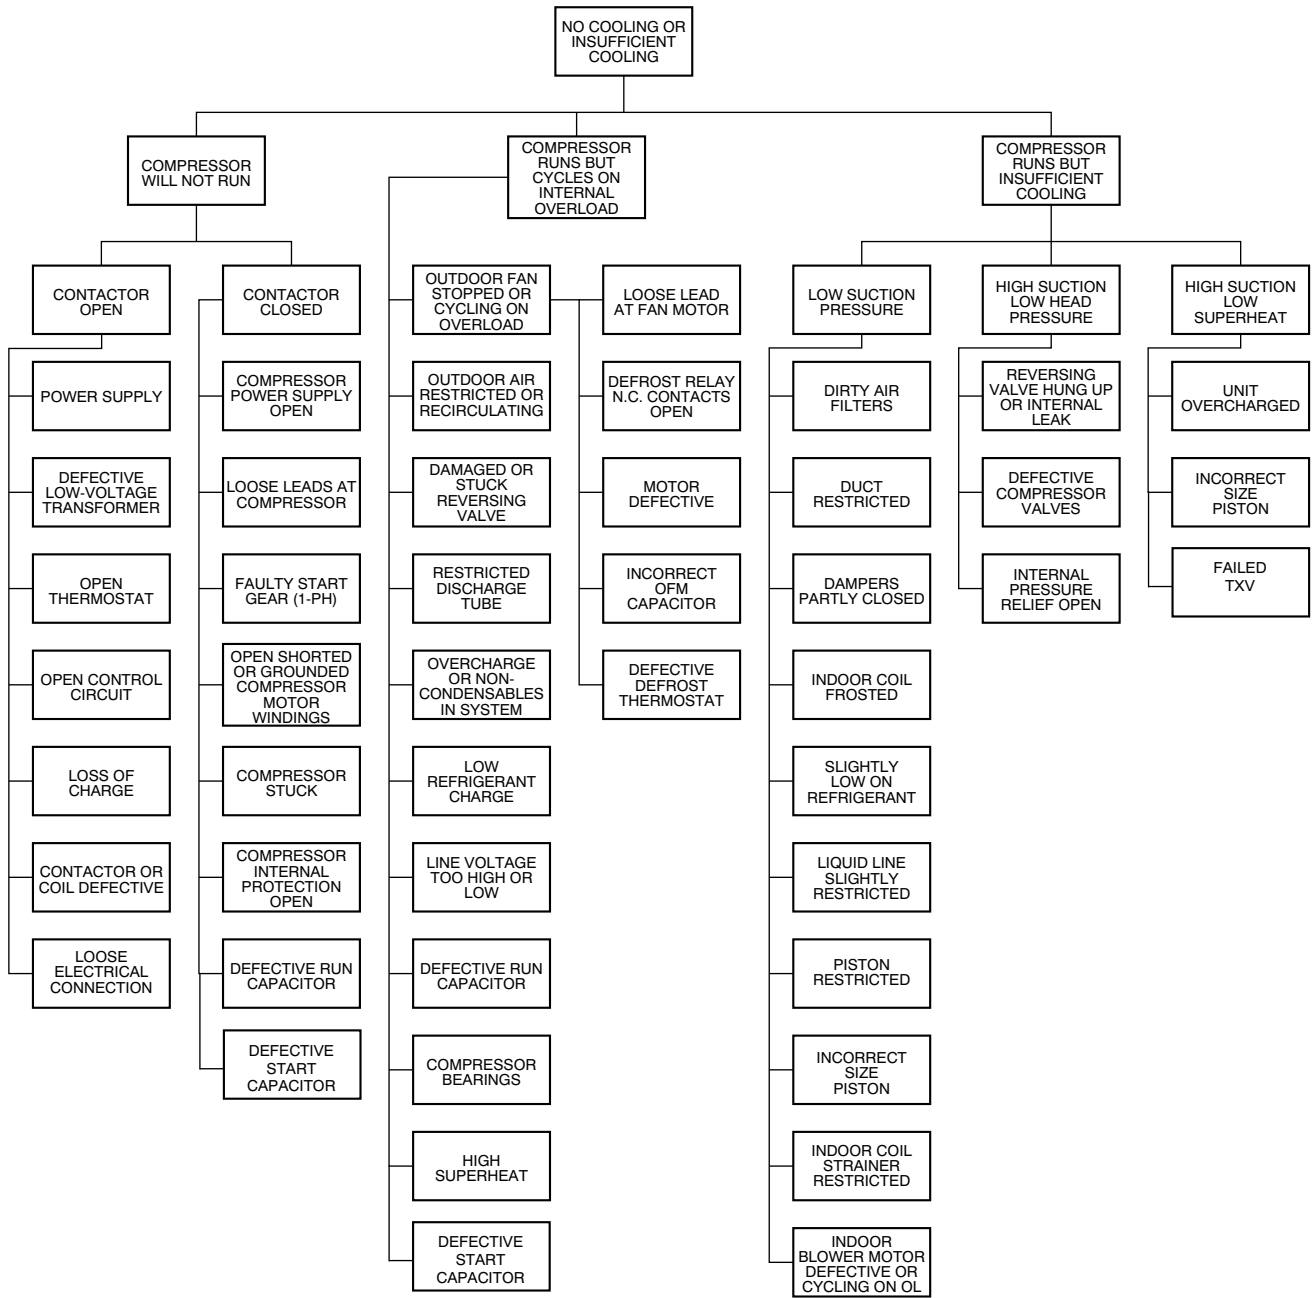 NO COOLING OR
INSUFFICIENT
COOLING
COMPRESSOR
WILL NOT RUN
COMPRESSOR
RUNS BUT
CYCLES ON
INTERNAL
OVERLOAD
COMPRESSOR
RUNS BUT
INSUFFICIENT
COOLING
CONTACTOR
OPEN
POWER SUPPLY
DEFECTIVE
LOW-VOLTAGE
TRANSFORMER
OPEN
THERMOSTAT
OPEN CONTROL
CIRCUIT
LOSS OF
CHARGE
CONTACTOR OR
COIL DEFECTIVE
LOOSE
ELECTRICAL
CONNECTION
CONTACTOR
CLOSED
COMPRESSOR
POWER SUPPLY
OPEN
LOOSE LEADS AT
COMPRESSOR
FAULTY START
GEAR (1-PH)
OPEN SHORTED
OR GROUNDED
COMPRESSOR
MOTOR
WINDINGS
COMPRESSOR
STUCK
COMPRESSOR
INTERNAL
PROTECTION
OPEN
DEFECTIVE RUN
CAPACITOR
DEFECTIVE
START
CAPACITOR
OUTDOOR FAN
STOPPED OR
CYCLING ON
OVERLOAD
OUTDOOR AIR
RESTRICTED OR
RECIRCULATING
DAMAGED OR
STUCK
REVERSING
VALVE
RESTRICTED
DISCHARGE
TUBE
OVERCHARGE
OR NON-
CONDENSABLES
IN SYSTEM
LOW
REFRIGERANT
CHARGE
LINE VOLTAGE
TOO HIGH OR
LOW
DEFECTIVE RUN
CAPACITOR
COMPRESSOR
BEARINGS
HIGH
SUPERHEAT
DEFECTIVE
START
CAPACITOR
LOOSE LEAD
AT FAN MOTOR
DEFROST RELAY
N.C. CONTACTS
OPEN
MOTOR
DEFECTIVE
INCORRECT
OFM
CAPACITOR
DEFECTIVE
DEFROST
THERMOSTAT
LOW SUCTION
PRESSURE
DIRTY AIR
FILTERS
DUCT
RESTRICTED
DAMPERS
PARTLY CLOSED
INDOOR COIL
FROSTED
SLIGHTLY
LOW ON
REFRIGERANT
LIQUID LINE
SLIGHTLY
RESTRICTED
PISTON
RESTRICTED
INCORRECT
SIZE
PISTON
INDOOR COIL
STRAINER
RESTRICTED
INDOOR
BLOWER MOTOR
DEFECTIVE OR
CYCLING ON OL
HIGH SUCTION
LOW HEAD
PRESSURE
REVERSING
VALVE HUNG UP
OR INTERNAL
LEAK
DEFECTIVE
COMPRESSOR
VALVES
INTERNAL
PRESSURE
RELIEF OPEN
HIGH SUCTION
LOW
SUPERHEAT
UNIT
OVERCHARGED
INCORRECT
SIZE
PISTON
FAILED
TXV